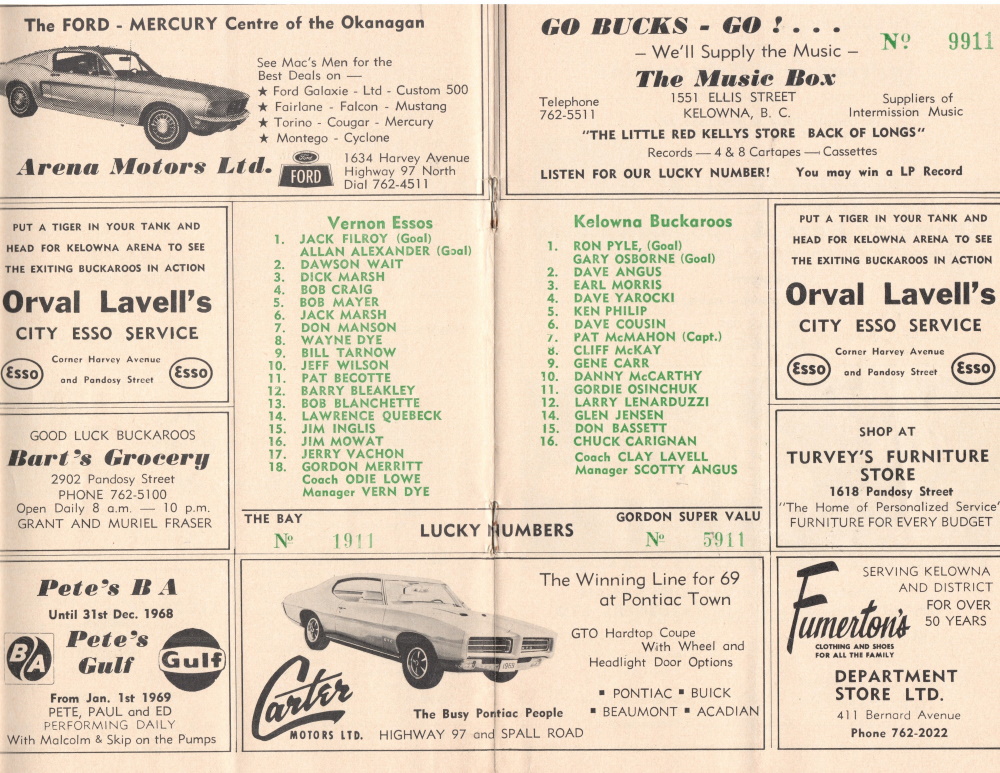 The FORD - MERCURY Centre of the Okanagan
See Mac's Men for the
Best Deals on —
★ Ford Galaxie - Ltd - Custom 500
★ Fairlane - Falcon - Mustang
★ Torino - Cougar - Mercury
★ Montego - Cyclone
Arena Motors Ltd.
Ford
FORD
1634 Harvey Avenue
Highway 97 North
Dial 762-4511
GO BUCKS - GO ! . . .
Nº 9911
– We'll Supply the Music –
The Music Box
Telephone
762-5511
1551 ELLIS STREET
KELOWNA, B. C.
Suppliers of
Intermission Music
"THE LITTLE RED KELLYS STORE BACK OF LONGS"
Records — 4 & 8 Cartapes — Cassettes
LISTEN FOR OUR LUCKY NUMBER! You may win a LP Record
PUT A TIGER IN YOUR TANK AND
HEAD FOR KELOWNA ARENA TO SEE
THE EXITING BUCKAROOS IN ACTION
Orval Lavell's
CITY ESSO SERVICE
Esso
Corner Harvey Avenue
and Pandosy Street
Esso
GOOD LUCK BUCKAROOS
Bart's Grocery
2902 Pandosy Street
PHONE 762-5100
Open Daily 8 a.m. — 10 p.m.
GRANT AND MURIEL FRASER
Vernon Essos
1. JACK FILROY (Goal)
ALLAN ALEXANDER (Goal)
2. DAWSON WAIT
3. DICK MARSH
4. BOB CRAIG
5. BOB MAYER
6. JACK MARSH
7. DON MANSON
8. WAYNE DYE
9. BILL TARNOW
10. JEFF WILSON
11. PAT BECOTTE
12. BARRY BLEAKLEY
13. BOB BLANCHETTE
14. LAWRENCE QUEBECK
15. JIM INGLIS
16. JIM MOWAT
17. JERRY VACHON
18. GORDON MERRITT
Coach ODIE LOWE
Manager VERN DYE
Kelowna Buckaroos
1. RON PYLE, (Goal)
GARY OSBORNE (Goal)
2. DAVE ANGUS
3. EARL MORRIS
4. DAVE YAROCKI
5. KEN PHILIP
6. DAVE COUSIN
7. PAT McMAHON (Capt.)
8. CLIFF McKAY
9. GENE CARR
10. DANNY McCARTHY
11. GORDIE OSINCHUK
12. LARRY LENARDUZZI
14. GLEN JENSEN
15. DON BASSETT
16. CHUCK CARIGNAN
Coach CLAY LAVELL
Manager SCOTTY ANGUS
PUT A TIGER IN YOUR TANK AND
HEAD FOR KELOWNA ARENA TO SEE
THE EXITING BUCKAROOS IN ACTION
Orval Lavell's
CITY ESSO SERVICE
Esso
Corner Harvey Avenue
and Pandosy Street
Esso
SHOP AT
TURVEY'S FURNITURE
STORE
1618 Pandosy Street
"The Home of Personalized Service"
FURNITURE FOR EVERY BUDGET
THE BAY
Nº 1911
LUCKY NUMBERS
GORDON SUPER VALU
Nº 5911
Pete's B A
Until 31st Dec. 1968
BA
Pete's
Gulf
Gulf
From Jan. 1st 1969
PETE, PAUL and ED
PERFORMING DAILY
With Malcolm & Skip on the Pumps
The Winning Line for 69
at Pontiac Town
GTO Hardtop Coupe
With Wheel and
Headlight Door Options
1969
▪ PONTIAC ▪ BUICK
▪ BEAUMONT ▪ ACADIAN
Carter
MOTORS LTD.
The Busy Pontiac People
HIGHWAY 97 and SPALL ROAD
SERVING KELOWNA
AND DISTRICT
FOR OVER
50 YEARS
Fumerton's
CLOTHING AND SHOES
FOR ALL THE FAMILY
DEPARTMENT
STORE LTD.
411 Bernard Avenue
Phone 762-2022